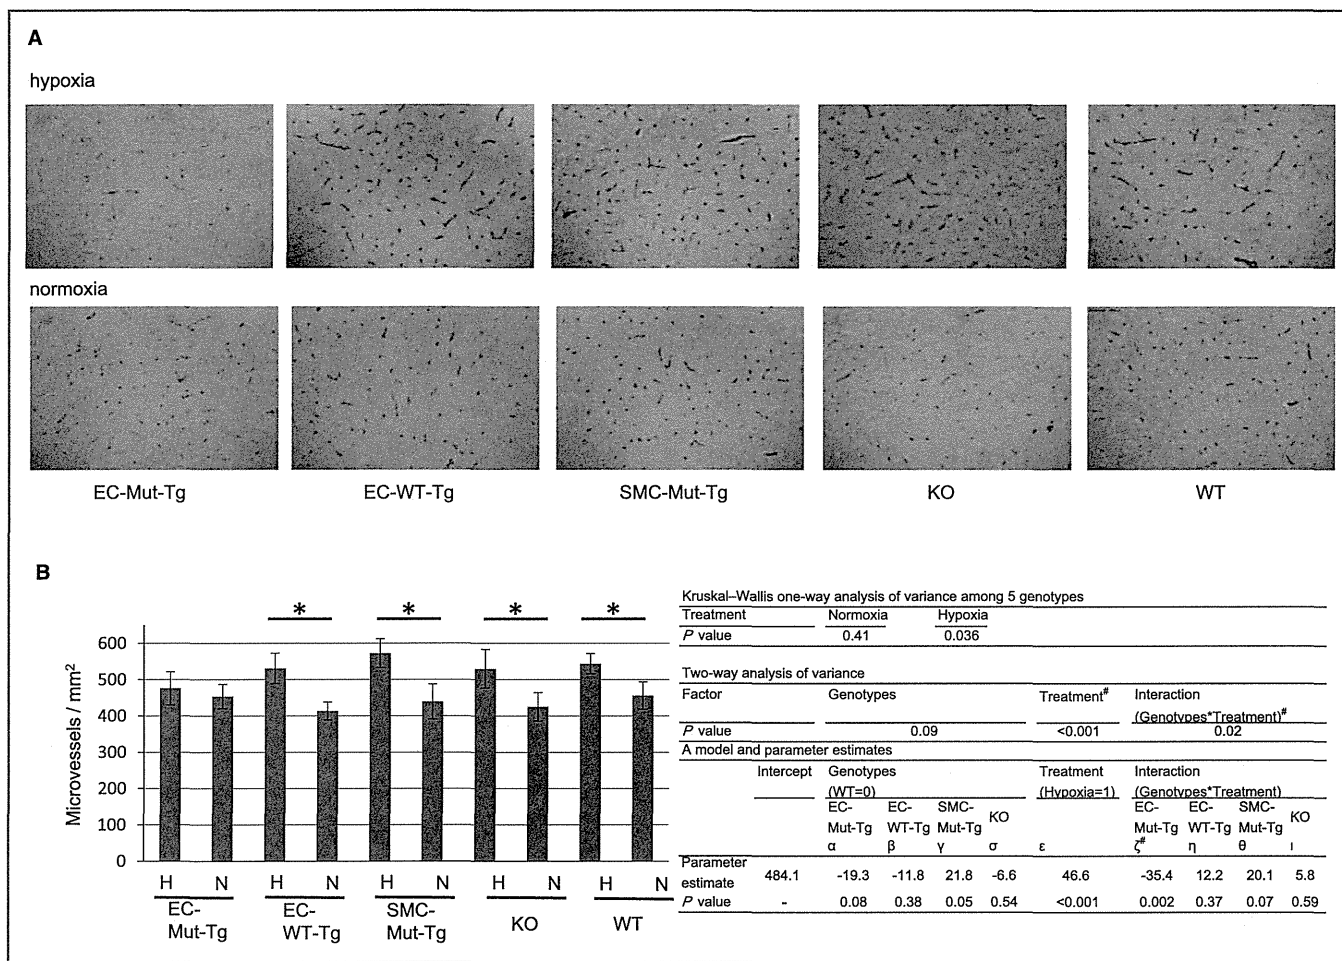 A
hypoxia
normoxia
EC-Mut-Tg EC-WT-Tg SMC-Mut-Tg KO WT
B
* * * *
Microvessels / mm²
600
500
400
300
200
100
0
H N H N H N H N H N
EC-Mut-Tg EC-WT-Tg SMC-Mut-Tg KO WT
Kruskal–Wallis one-way analysis of variance among 5 genotypes
Treatment Normoxia Hypoxia
P value 0.41 0.036
Two-way analysis of variance
Factor Genotypes Treatment# Interaction (Genotypes*Treatment)#
P value 0.09 <0.001 0.02
A model and parameter estimates
Intercept Genotypes (WT=0) Treatment (Hypoxia=1) Interaction (Genotypes*Treatment)
EC-Mut-Tg EC-WT-Tg SMC-Mut-Tg KO EC-Mut-Tg EC-WT-Tg SMC-Mut-Tg KO
α β γ σ ε ζ# η θ ι
Parameter estimate 484.1 -19.3 -11.8 21.8 -6.6 46.6 -35.4 12.2 20.1 5.8
P value - 0.08 0.38 0.05 0.54 <0.001 0.002 0.37 0.07 0.59